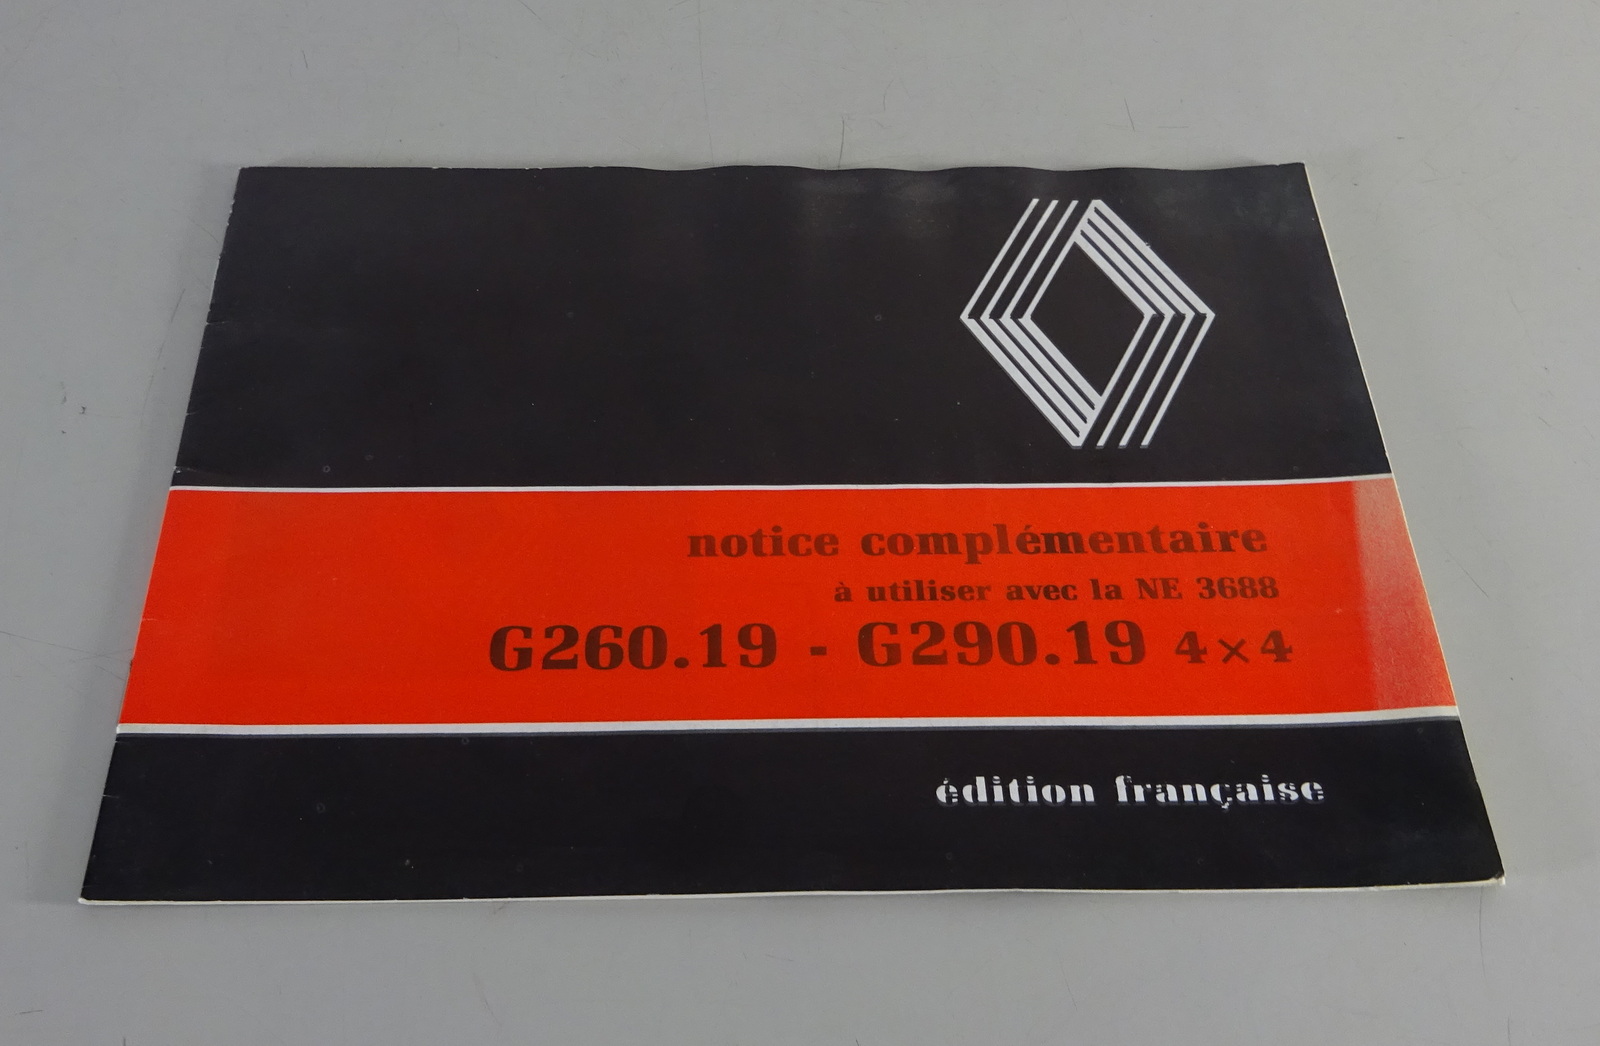 notice complémentaire
à utiliser avec la NE 3688
G260.19 - G290.19 4×4
édition française